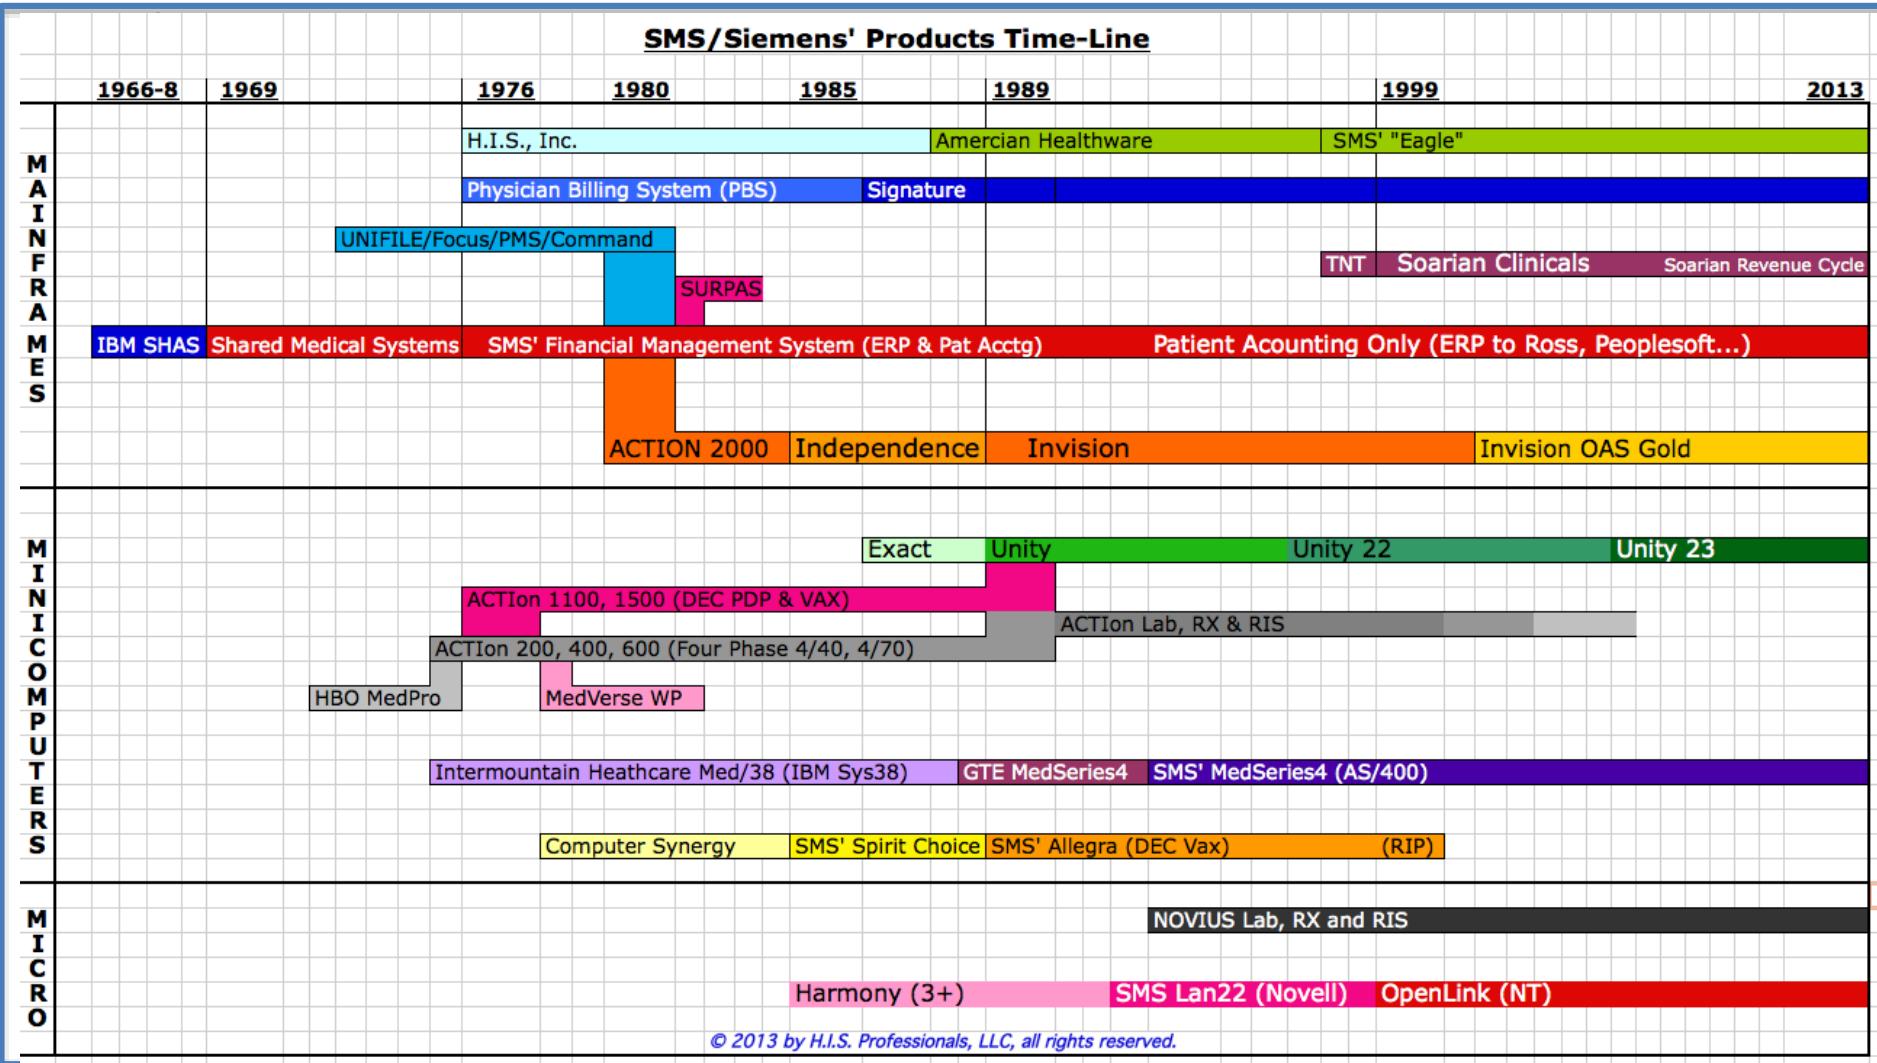 SMS/Siemens' Products Time-Line
1966-8 1969 1976 1980 1985 1989 1999 2013
MAINFRAMES
H.I.S., Inc. Amercian Healthware SMS' "Eagle"
Physician Billing System (PBS) Signature
UNIFILE/Focus/PMS/Command
TNT Soarian Clinicals Soarian Revenue Cycle
SURPAS
IBM SHAS Shared Medical Systems SMS' Financial Management System (ERP & Pat Acctg) Patient Acounting Only (ERP to Ross, Peoplesoft...)
ACTION 2000 Independence Invision Invision OAS Gold
MINICOMPUTERS
Exact Unity Unity 22 Unity 23
ACTIon 1100, 1500 (DEC PDP & VAX)
ACTIon Lab, RX & RIS
ACTIon 200, 400, 600 (Four Phase 4/40, 4/70)
HBO MedPro MedVerse WP
Intermountain Heathcare Med/38 (IBM Sys38) GTE MedSeries4 SMS' MedSeries4 (AS/400)
Computer Synergy SMS' Spirit Choice SMS' Allegra (DEC Vax) (RIP)
MICRO
NOVIUS Lab, RX and RIS
Harmony (3+) SMS Lan22 (Novell) OpenLink (NT)
© 2013 by H.I.S. Professionals, LLC, all rights reserved.